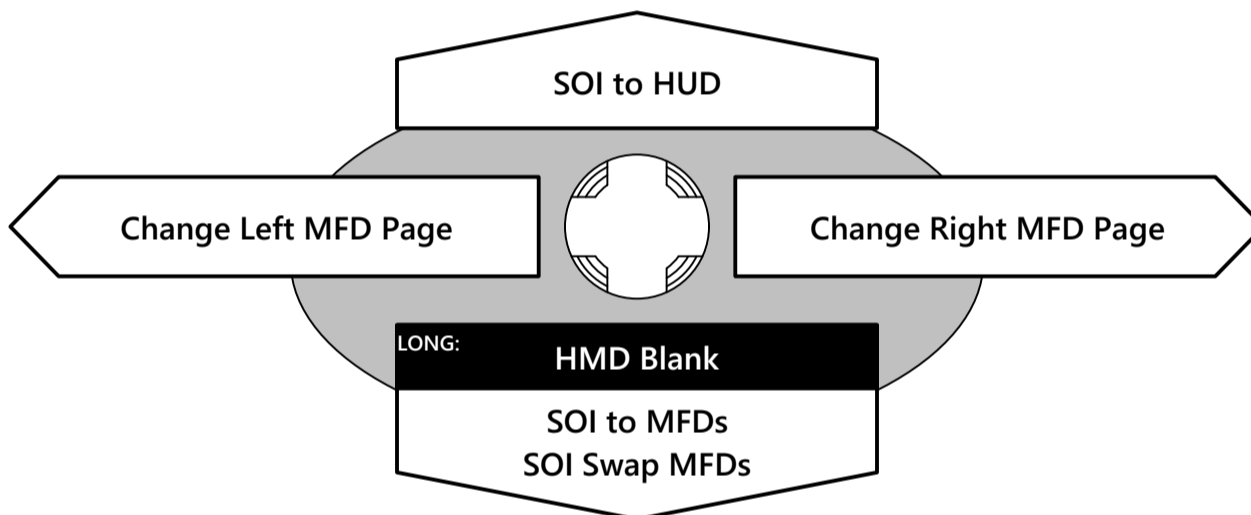 SOI to HUD
Change Left MFD Page
Change Right MFD Page
LONG:
HMD Blank
SOI to MFDs
SOI Swap MFDs